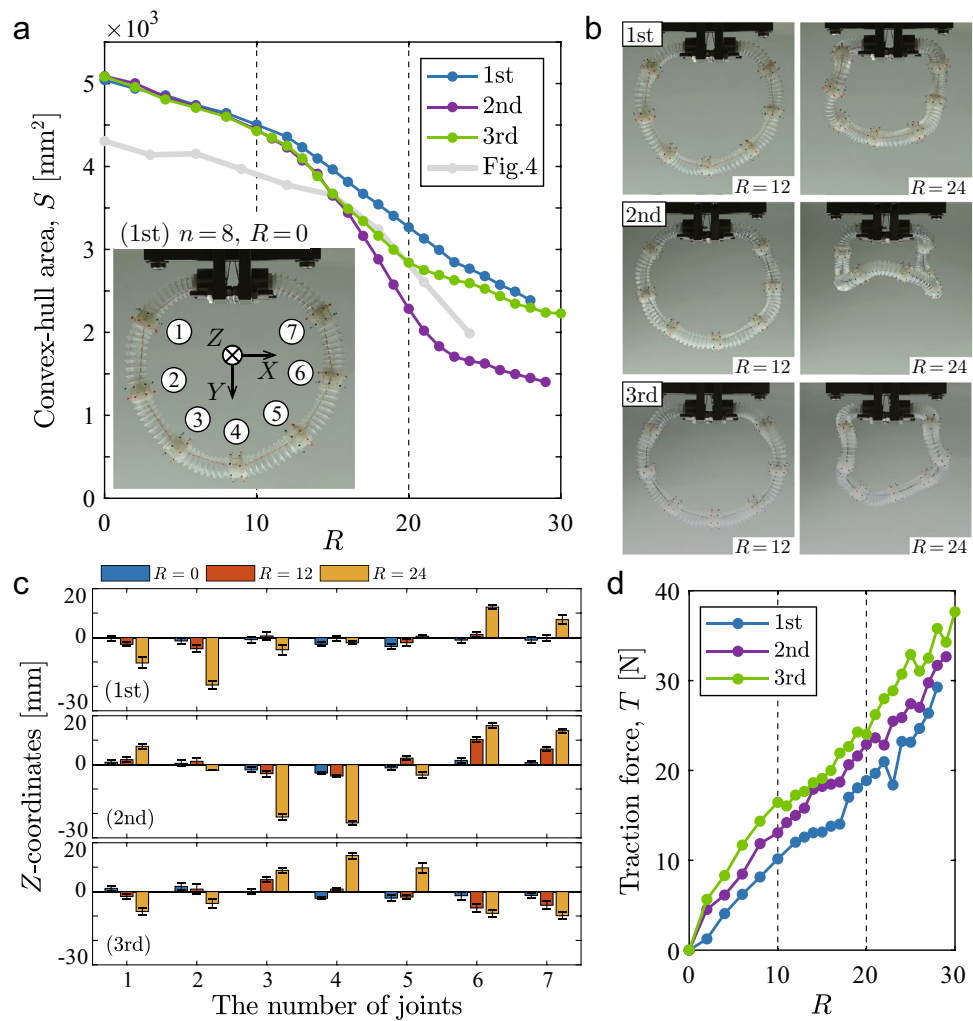 a
×10³
5
4
3
2
1
0
Convex-hull area, S [mm²]
1st
2nd
3rd
Fig.4
(1st) n=8, R=0
1
2
3
4
5
6
7
Z
X
Y
0
10
20
30
R
b
1st
R=12
R=24
2nd
R=12
R=24
3rd
R=12
R=24
c
R = 0
R = 12
R = 24
20
0
-30
(1st)
20
0
-30
(2nd)
20
0
-30
(3rd)
Z-coordinates [mm]
1 2 3 4 5 6 7
The number of joints
d
40
30
20
10
0
Traction force, T [N]
1st
2nd
3rd
0
10
20
30
R